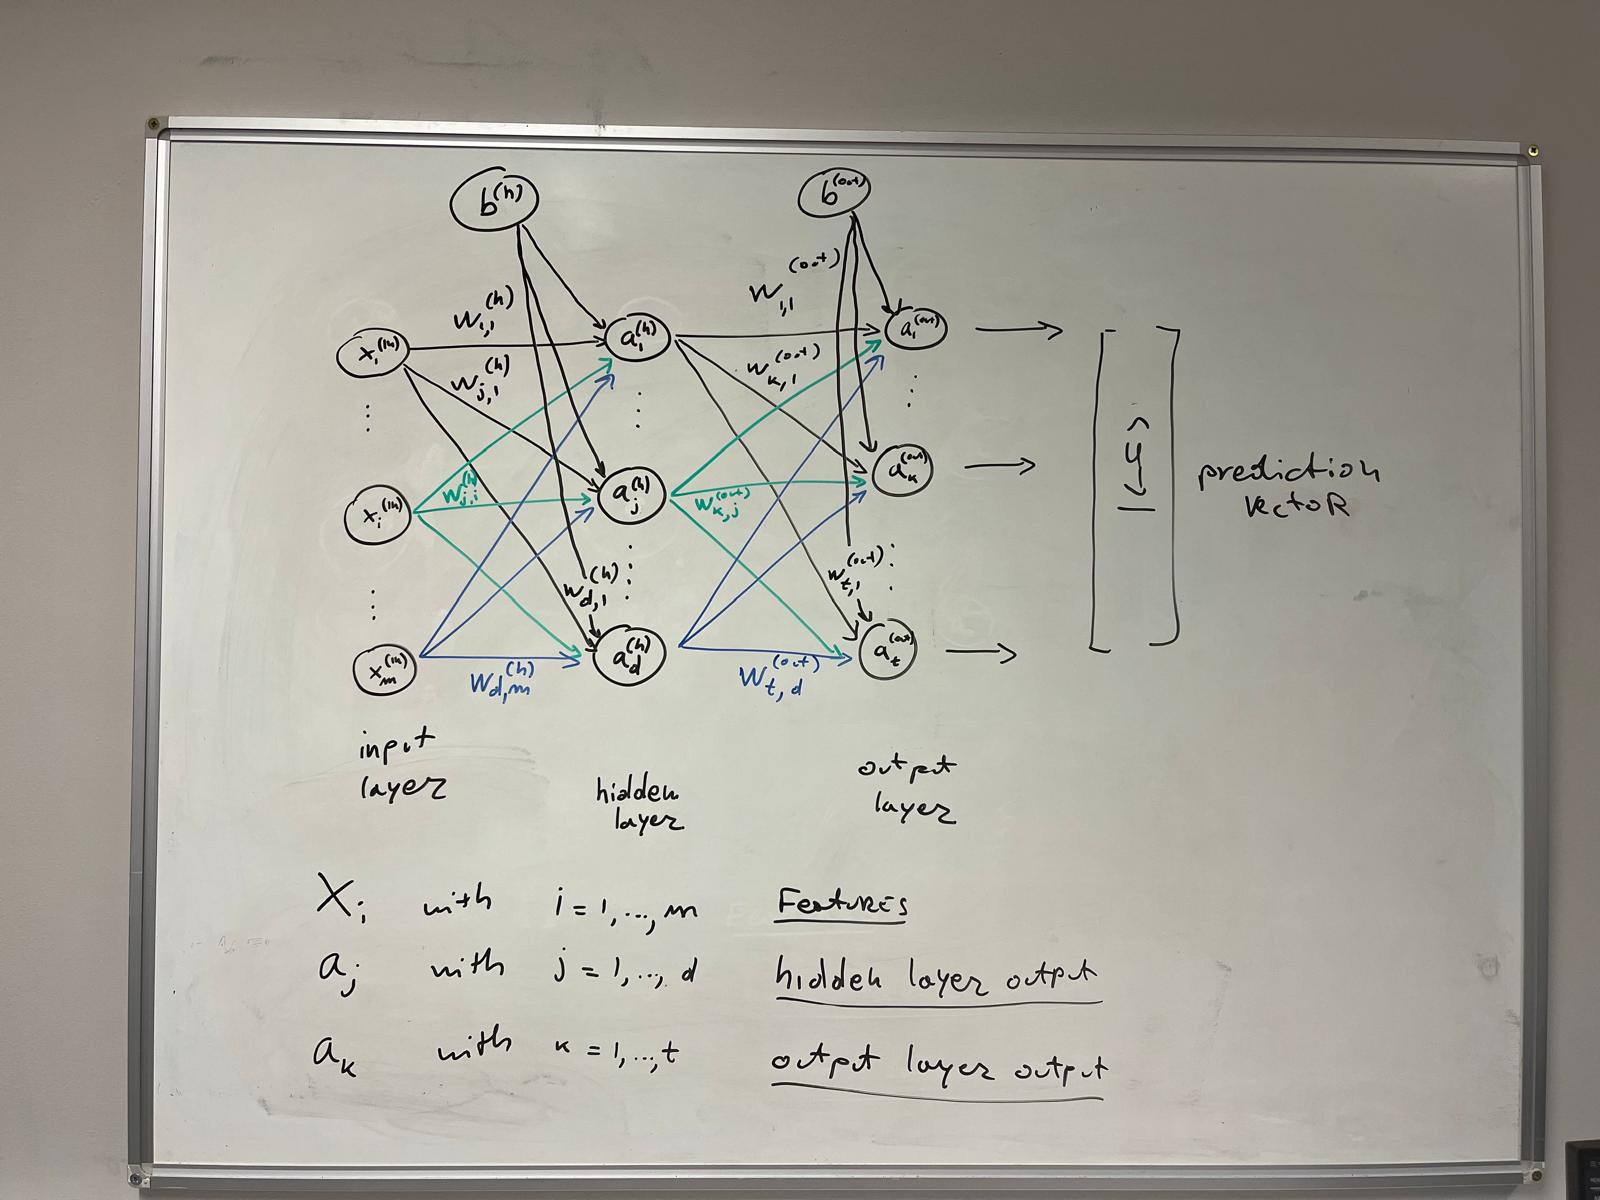 b^(h)
b^(out)
w_1,1^(h)
w_1,1^(out)
x_1^(in)
a_1^(h)
a_1^(out)
w_j,1^(h)
w_k,1^(out)
x_i^(in)
w_j,i^(h)
a_j^(h)
w_k,j^(out)
a_k^(out)
ŷ
prediction
vector
w_d,1^(h)
w_t,1^(out)
x_m^(in)
w_d,m^(h)
a_d^(h)
w_t,d^(out)
a_t^(out)
input
layer
hidden
layer
output
layer
x_i with i = 1, ..., m Features
a_j with j = 1, ..., d hidden layer output
a_k with k = 1, .., t output layer output